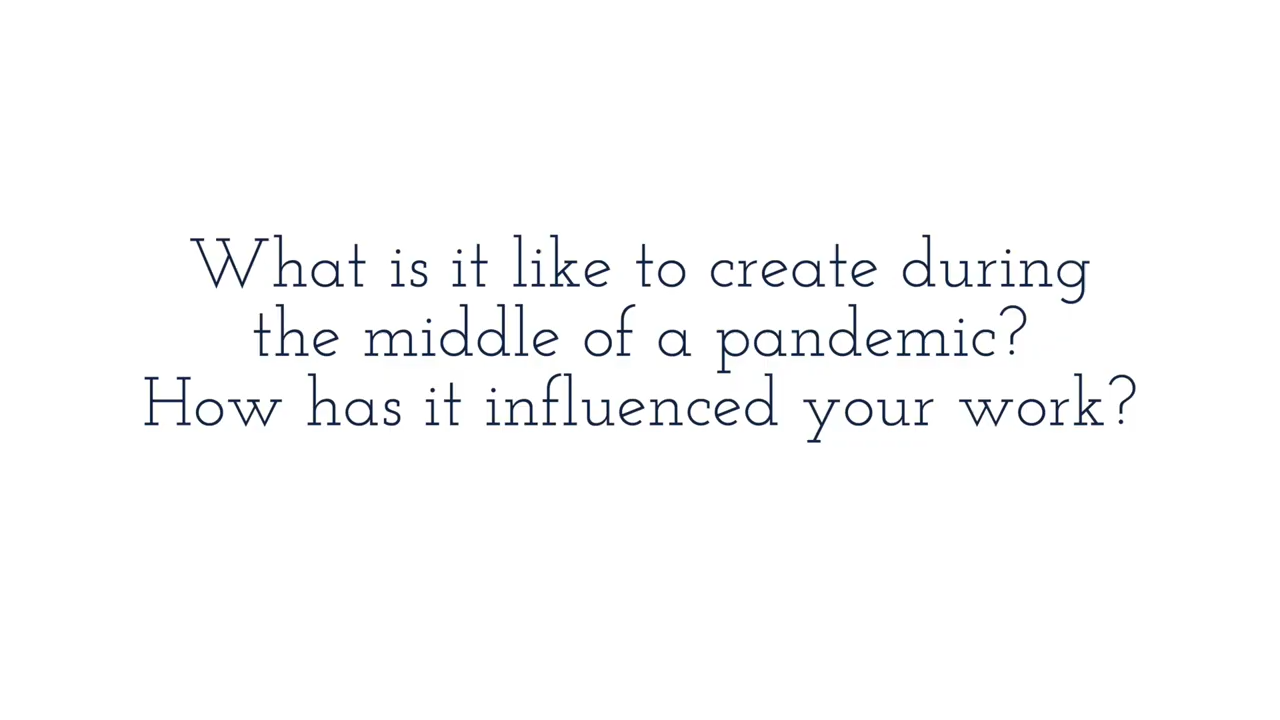 What is it like to create during
the middle of a pandemic?
How has it influenced your work?